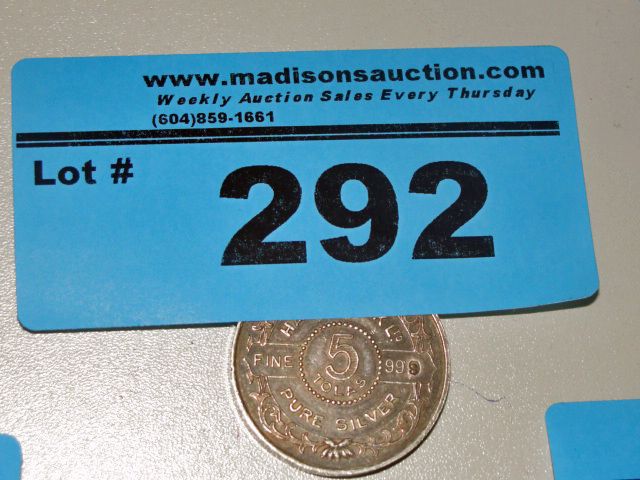 www.madisonsauction.com
Weekly Auction Sales Every Thursday
(604)859-1661
Lot # 292
5
FINE 999
TOLAS
PURE SILVER